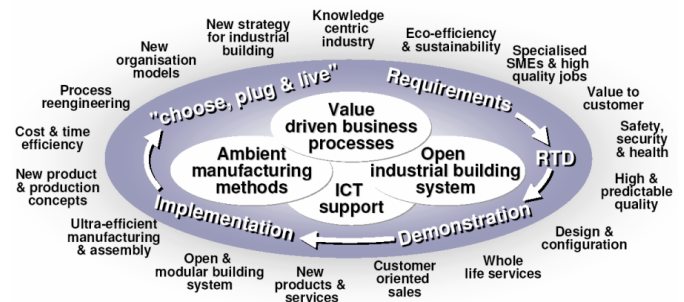 Knowledge
centric
industry
New strategy
for industrial
building
Eco-efficiency
& sustainability
New
organisation
models
Specialised
SMEs & high
quality jobs
Process
reengineering
Value to
customer
Cost & time
efficiency
Safety,
security
& health
New product
& production
concepts
High &
predictable
quality
Ultra-efficient
manufacturing
& assembly
Design &
configuration
Open &
modular building
system
New
products &
services
Customer
oriented
sales
Whole
life services
"choose, plug & live"
Requirements
RTD
Demonstration
Implementation
Value
driven business
processes
Ambient
manufacturing
methods
Open
industrial building
system
ICT
support